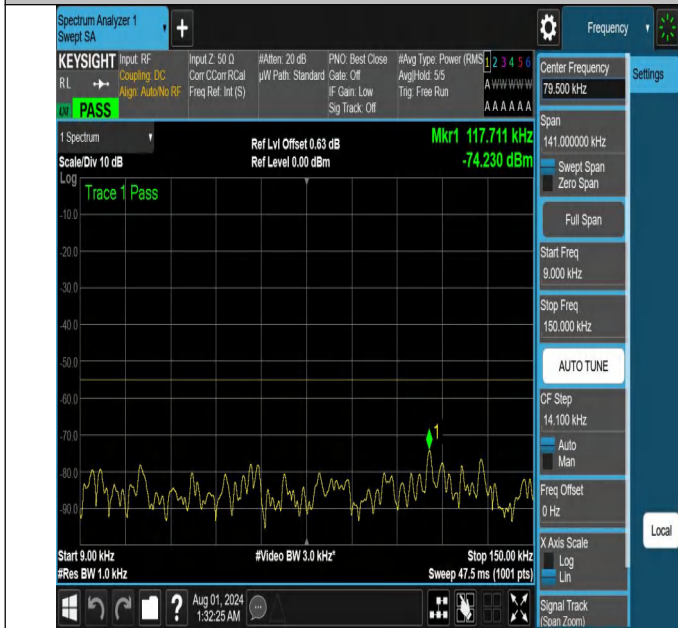 Spectrum Analyzer 1
Swept SA
+
Frequency
KEYSIGHT
RL
LXI
PASS
Input: RF
Coupling: DC
Align: Auto/No RF
Input Z: 50 Ω
Corr CCorr RCal
Freq Ref: Int (S)
#Atten: 20 dB
µW Path: Standard
PNO: Best Close
Gate: Off
IF Gain: Low
Sig Track: Off
#Avg Type: Power (RMS
Avg|Hold: 5/5
Trig: Free Run
1 2 3 4 5 6
A W W W W W
A A A A A A
1 Spectrum
Scale/Div 10 dB
Log
Ref Lvl Offset 0.63 dB
Ref Level 0.00 dBm
Mkr1 117.711 kHz
-74.230 dBm
Trace 1 Pass
-10.0
-20.0
-30.0
-40.0
-50.0
-60.0
-70.0
-80.0
-90.0
1
Start 9.00 kHz
#Res BW 1.0 kHz
#Video BW 3.0 kHz*
Stop 150.00 kHz
Sweep 47.5 ms (1001 pts)
?
Aug 01, 2024
1:32:25 AM
Center Frequency
79.500 kHz
Settings
Span
141.000000 kHz
Swept Span
Zero Span
Full Span
Start Freq
9.000 kHz
Stop Freq
150.000 kHz
AUTO TUNE
CF Step
14.100 kHz
Auto
Man
Freq Offset
0 Hz
Local
X Axis Scale
Log
Lin
Signal Track
(Span Zoom)